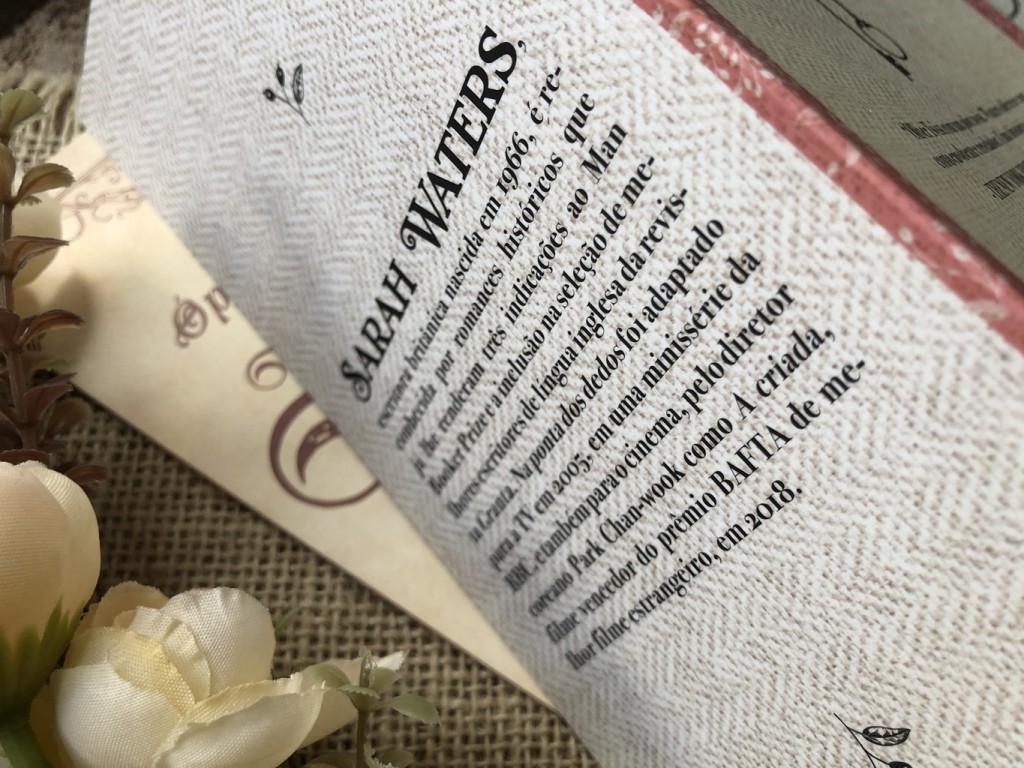 SARAH WATERS,
escritora britânica nascida em 1966, é re-
conhecida por romances históricos que
já lhe renderam três indicações ao Man
Booker Prize e a inclusão na seleção de me-
lhores escritores de língua inglesa da revis-
ta Granta. Na ponta dos dedos foi adaptado
para a TV em 2005, em uma minissérie da
BBC, e também para o cinema, pelo diretor
coreano Park Chan-wook como A criada,
filme vencedor do prêmio BAFTA de me-
lhor filme estrangeiro, em 2018.